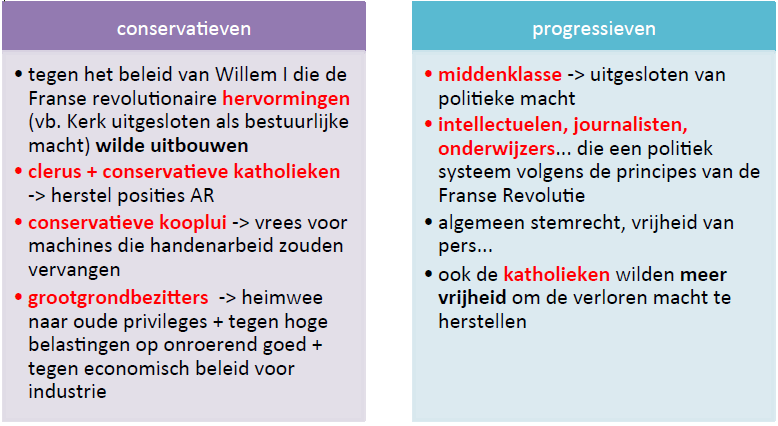 conservatieven
• tegen het beleid van Willem I die de
Franse revolutionaire hervormingen
(vb. Kerk uitgesloten als bestuurlijke
macht) wilde uitbouwen
• clerus + conservatieve katholieken
-> herstel posities AR
• conservatieve kooplui -> vrees voor
machines die handenarbeid zouden
vervangen
• grootgrondbezitters -> heimwee
naar oude privileges + tegen hoge
belastingen op onroerend goed +
tegen economisch beleid voor
industrie
progressieven
• middenklasse -> uitgesloten van
politieke macht
• intellectuelen, journalisten,
onderwijzers... die een politiek
systeem volgens de principes van de
Franse Revolutie
• algemeen stemrecht, vrijheid van
pers...
• ook de katholieken wilden meer
vrijheid om de verloren macht te
herstellen